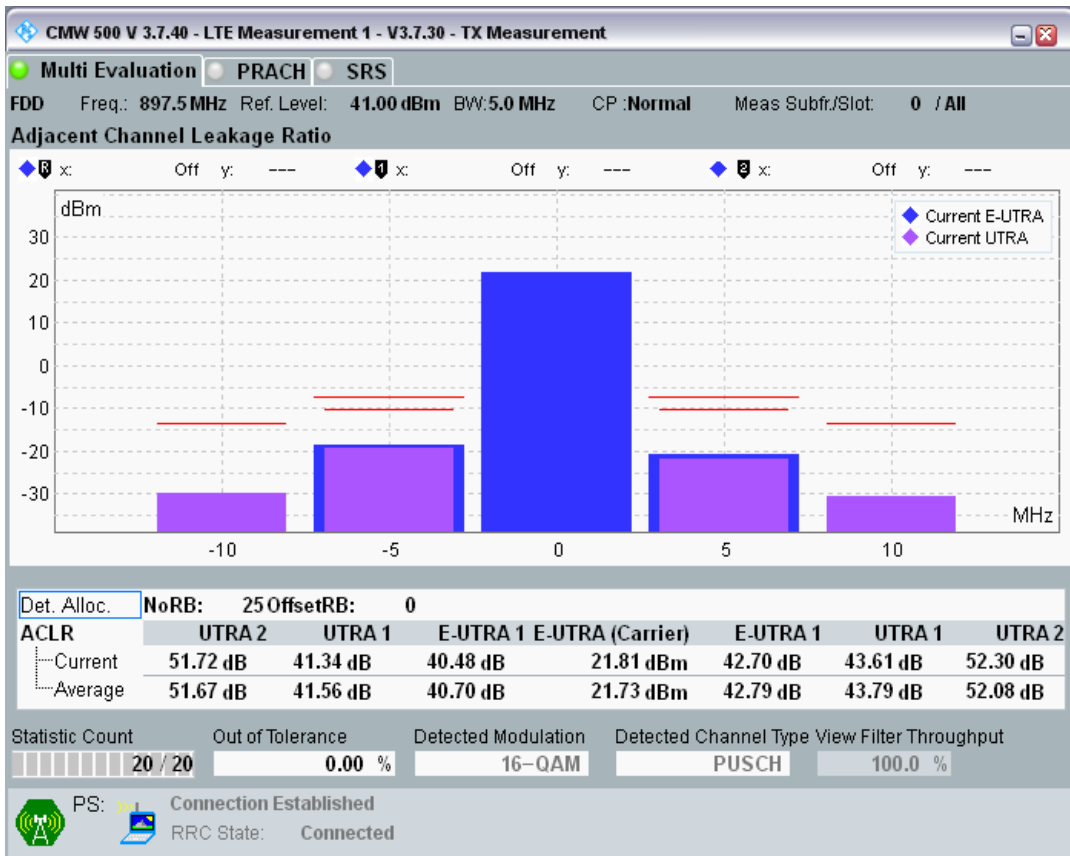 CMW 500 V 3.7.40 - LTE Measurement 1 - V3.7.30 - TX Measurement
Multi Evaluation PRACH SRS
FDD Freq.: 897.5 MHz Ref. Level: 41.00 dBm BW: 5.0 MHz CP : Normal Meas Subfr./Slot: 0 / All
Adjacent Channel Leakage Ratio
R x: Off y: --- 1 x: Off y: --- 2 x: Off y: ---
dBm
Current E-UTRA
Current UTRA
30
20
10
0
-10
-20
-30
MHz
-10 -5 0 5 10
Det. Alloc. NoRB: 25 OffsetRB: 0
ACLR UTRA 2 UTRA 1 E-UTRA 1 E-UTRA (Carrier) E-UTRA 1 UTRA 1 UTRA 2
Current 51.72 dB 41.34 dB 40.48 dB 21.81 dBm 42.70 dB 43.61 dB 52.30 dB
Average 51.67 dB 41.56 dB 40.70 dB 21.73 dBm 42.79 dB 43.79 dB 52.08 dB
Statistic Count Out of Tolerance Detected Modulation Detected Channel Type View Filter Throughput
20 / 20 0.00 % 16-QAM PUSCH 100.0 %
PS: Connection Established
RRC State: Connected